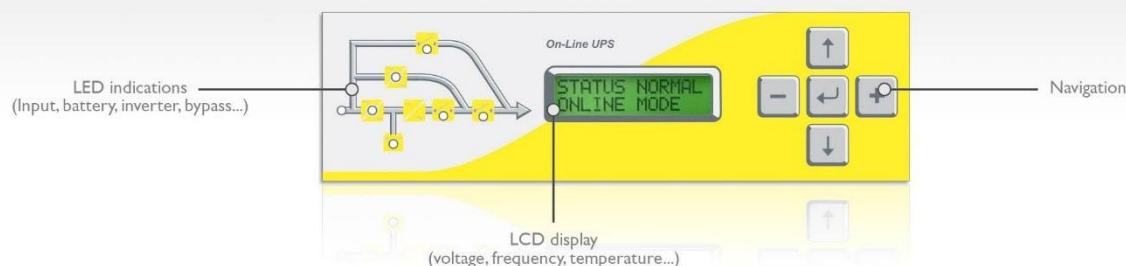 On-Line UPS
LED indications
(Input, battery, inverter, bypass...)
STATUS NORMAL
ONLINE MODE
Navigation
LCD display
(voltage, frequency, temperature...)